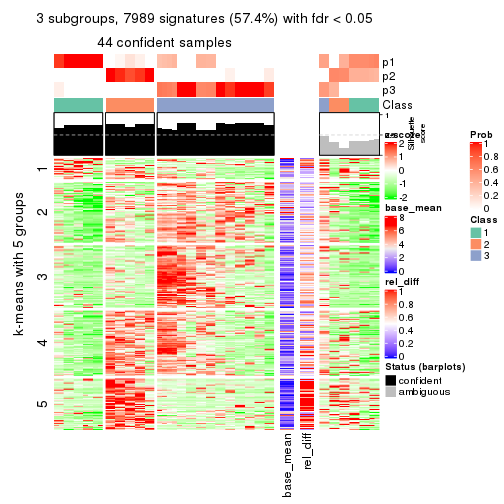 3 subgroups, 7989 signatures (57.4%) with fdr < 0.05
44 confident samples
p1
p2
p3
Class
1
Silhouette
score
k-means with 5 groups
1
2
3
4
5
base_mean
rel_diff
z-score
2
1
0
-1
-2
base_mean
8
6
4
2
0
rel_diff
1
0.8
0.6
0.4
0.2
0
Status (barplots)
confident
ambiguous
Prob
1
0.8
0.6
0.4
0.2
0
Class
1
2
3